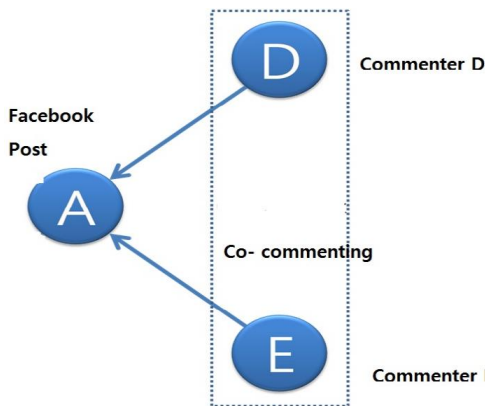 D
Commenter D
Facebook
Post
A
Co- commenting
E
Commenter